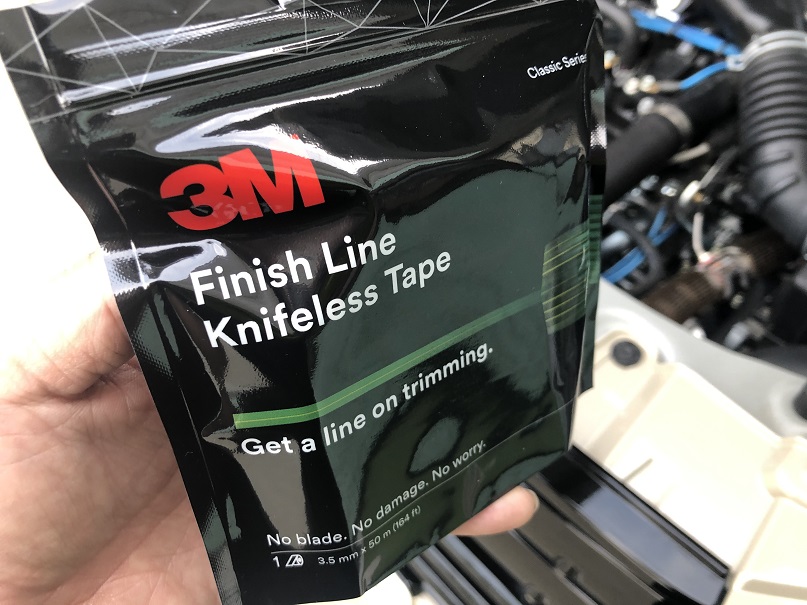 Classic Series
3M
Finish Line
Knifeless Tape
Get a line on trimming.
No blade. No damage. No worry.
1 3.5 mm x 50 m (164 ft)